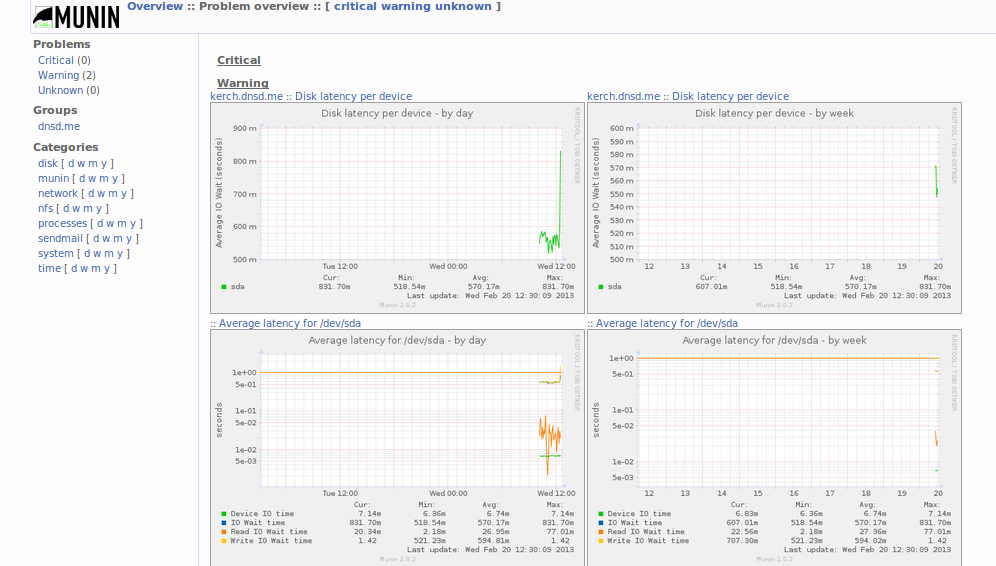 MUNIN
Overview :: Problem overview :: [ critical warning unknown ]
Problems
Critical (0)
Warning (2)
Unknown (0)
Groups
dnsd.me
Categories
disk [ d w m y ]
munin [ d w m y ]
network [ d w m y ]
nfs [ d w m y ]
processes [ d w m y ]
sendmail [ d w m y ]
system [ d w m y ]
time [ d w m y ]
Critical
Warning
kerch.dnsd.me :: Disk latency per device
Disk latency per device - by day
RRDTOOL / TOBI OETIKER
Average IO Wait (seconds)
900 m
800 m
700 m
600 m
500 m
Tue 12:00 Wed 00:00 Wed 12:00
Cur: Min: Avg: Max:
sda 831.70m 518.54m 570.17m 831.70m
Last update: Wed Feb 20 12:30:09 2013
Munin 2.0.2
kerch.dnsd.me :: Disk latency per device
Disk latency per device - by week
RRDTOOL / TOBI OETIKER
Average IO Wait (seconds)
600 m
590 m
580 m
570 m
560 m
550 m
540 m
530 m
520 m
510 m
500 m
12 13 14 15 16 17 18 19 20
Cur: Min: Avg: Max:
sda 607.01m 518.54m 570.17m 831.70m
Last update: Wed Feb 20 12:30:09 2013
Munin 2.0.2
:: Average latency for /dev/sda
Average latency for /dev/sda - by day
RRDTOOL / TOBI OETIKER
seconds
1e+00
5e-01
1e-01
5e-02
1e-02
5e-03
Tue 12:00 Wed 00:00 Wed 12:00
Cur: Min: Avg: Max:
Device IO time 7.14m 6.36m 6.74m 7.14m
IO Wait time 831.70m 518.54m 570.17m 831.70m
Read IO Wait time 20.34m 2.18m 26.95m 77.01m
Write IO Wait time 1.42 521.23m 594.81m 1.42
Last update: Wed Feb 20 12:30:09 2013
Munin 2.0.2
:: Average latency for /dev/sda
Average latency for /dev/sda - by week
RRDTOOL / TOBI OETIKER
seconds
1e+00
5e-01
1e-01
5e-02
1e-02
5e-03
12 13 14 15 16 17 18 19 20
Cur: Min: Avg: Max:
Device IO time 6.83m 6.36m 6.74m 7.14m
IO Wait time 607.01m 518.54m 570.17m 831.70m
Read IO Wait time 22.56m 2.18m 27.36m 77.01m
Write IO Wait time 707.30m 521.23m 594.02m 1.42
Last update: Wed Feb 20 12:30:09 2013
Munin 2.0.2